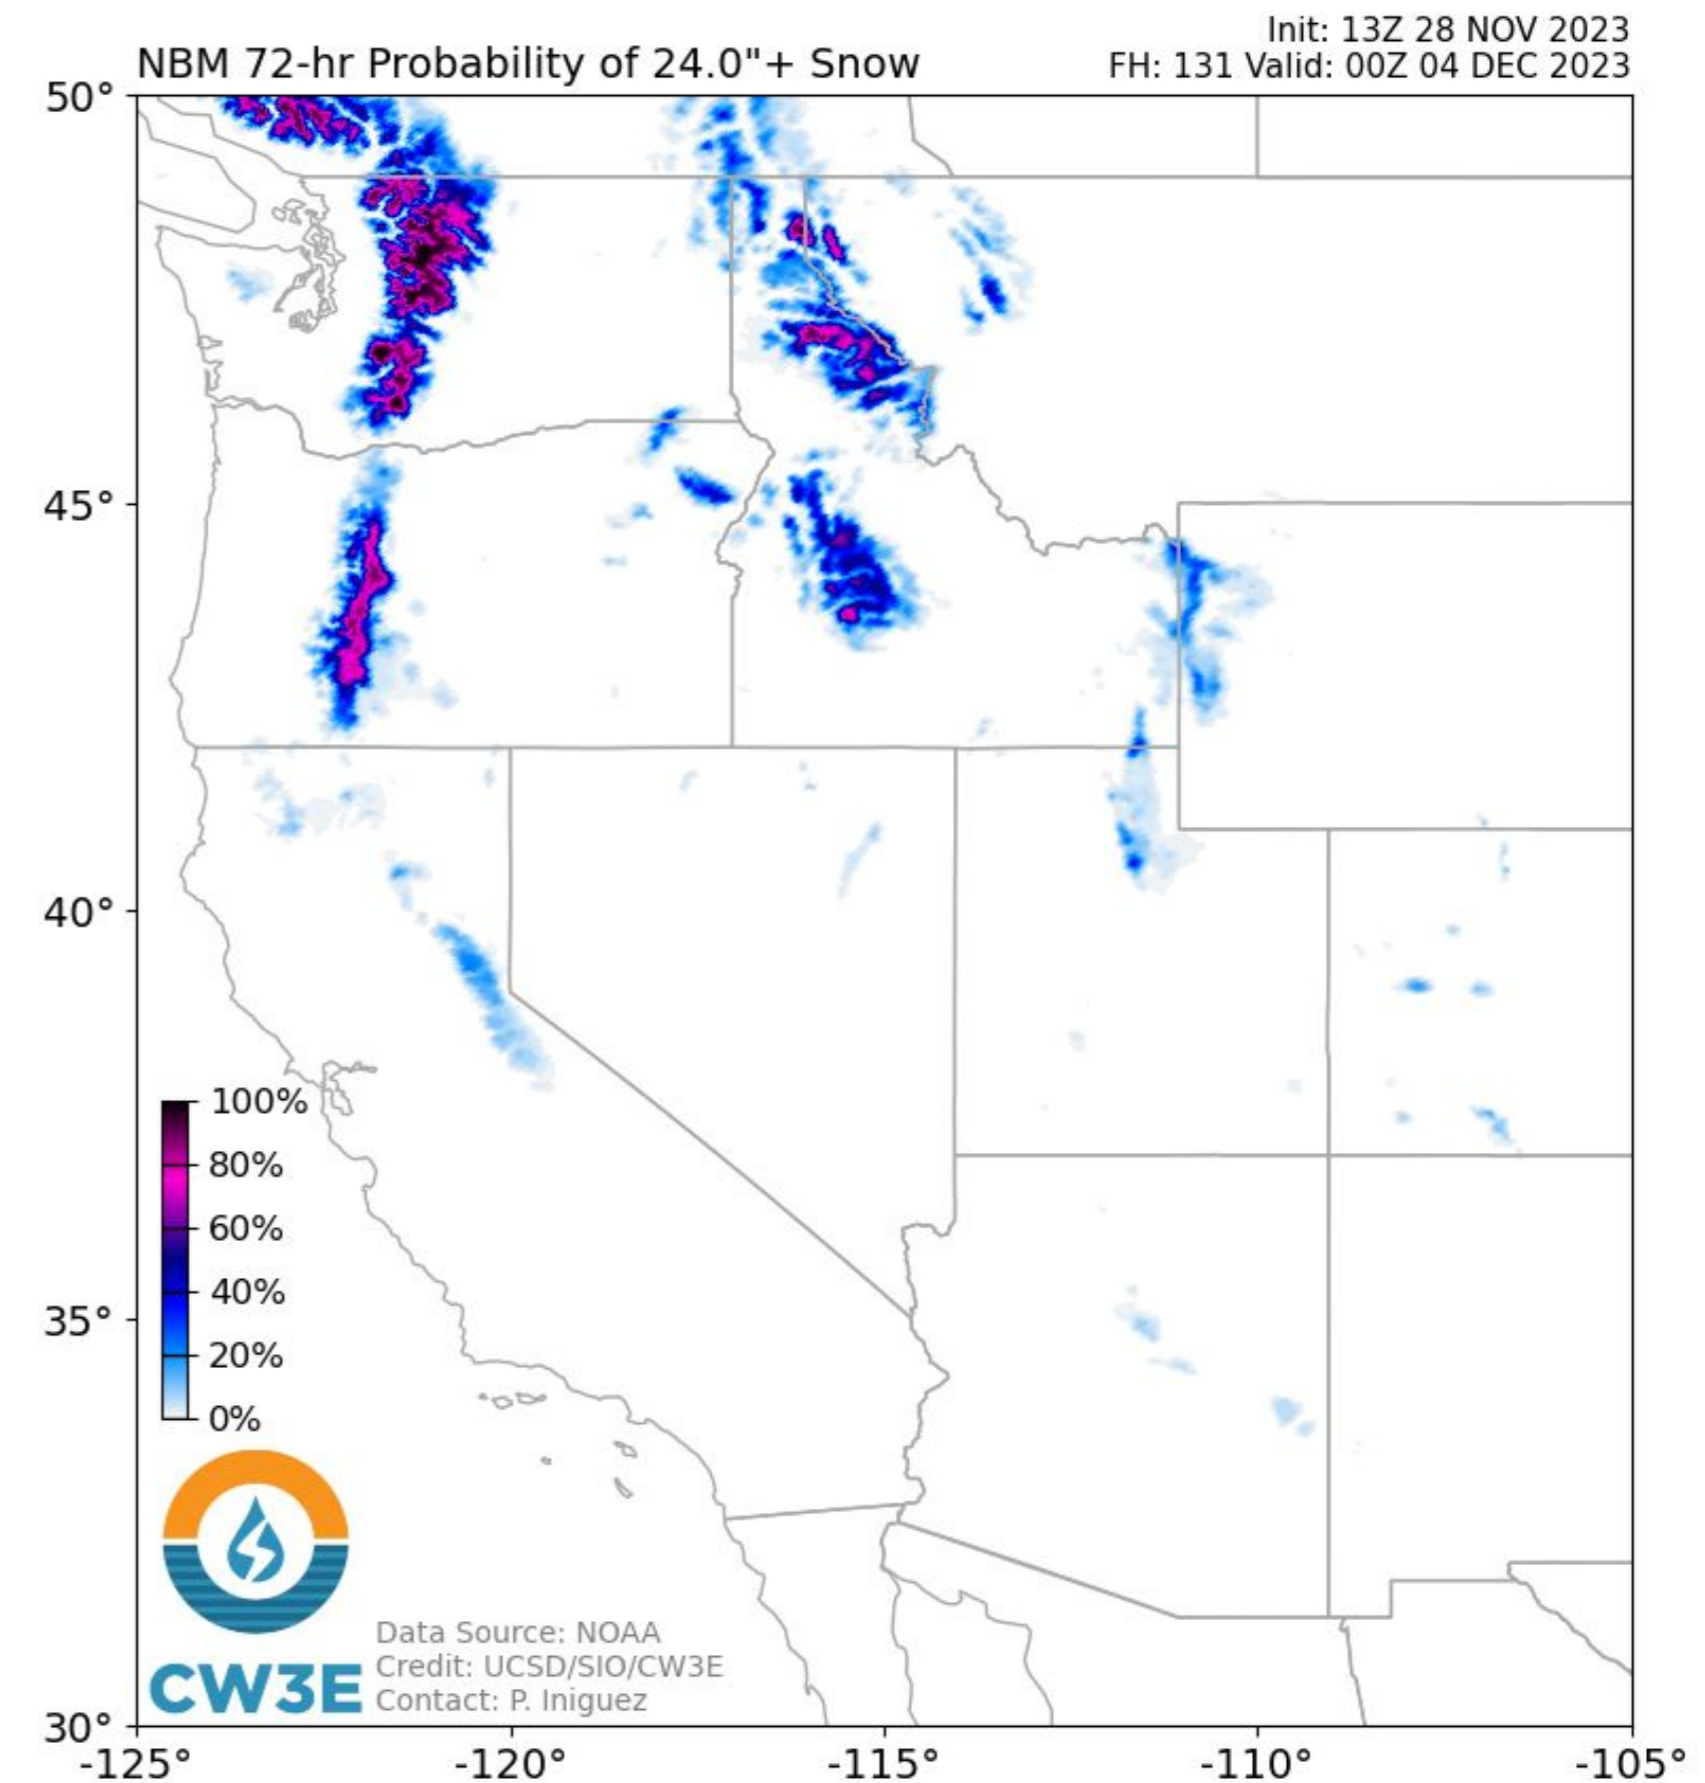 Init: 13Z 28 NOV 2023
NBM 72-hr Probability of 24.0"+ Snow
FH: 131 Valid: 00Z 04 DEC 2023
50°
45°
40°
35°
30°
100%
80%
60%
40%
20%
0%
CW3E
Data Source: NOAA
Credit: UCSD/SIO/CW3E
Contact: P. Iniguez
-125°
-120°
-115°
-110°
-105°